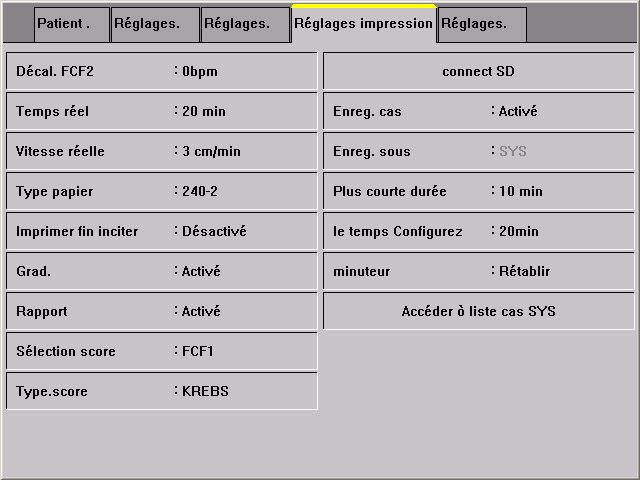 Patient . Réglages. Réglages. Réglages impression Réglages.
Décal. FCF2 : 0bpm
Temps réel : 20 min
Vitesse réelle : 3 cm/min
Type papier : 240-2
Imprimer fin inciter : Désactivé
Grad. : Activé
Rapport : Activé
Sélection score : FCF1
Type.score : KREBS
connect SD
Enreg. cas : Activé
Enreg. sous : SYS
Plus courte durée : 10 min
le temps Configurez : 20min
minuteur : Rétablir
Accéder ò liste cas SYS